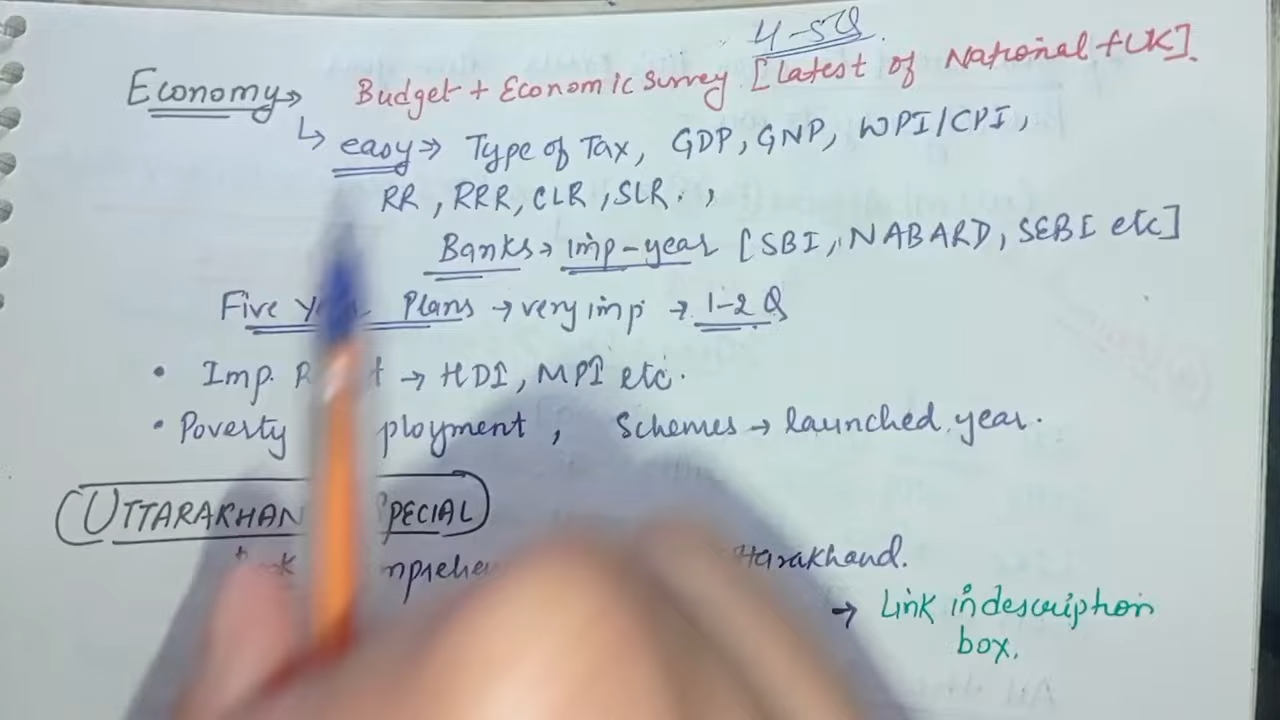 4-5Q.
Economy → Budget + Economic Survey [Latest of National + UK].
↳ easy ⇒ Type of Tax, GDP, GNP, WPI/CPI,
RR, RRR, CLR, SLR. ,
Banks → imp-year [SBI, NABARD, SEBI etc]
Five Plans → very imp → 1-2 Q
• Imp. → HDI, MPI etc.
• Poverty ployment, Schemes → launched year.
UTTARAKHAN SPECIAL
ttarakhand.
→ Link in description
box.